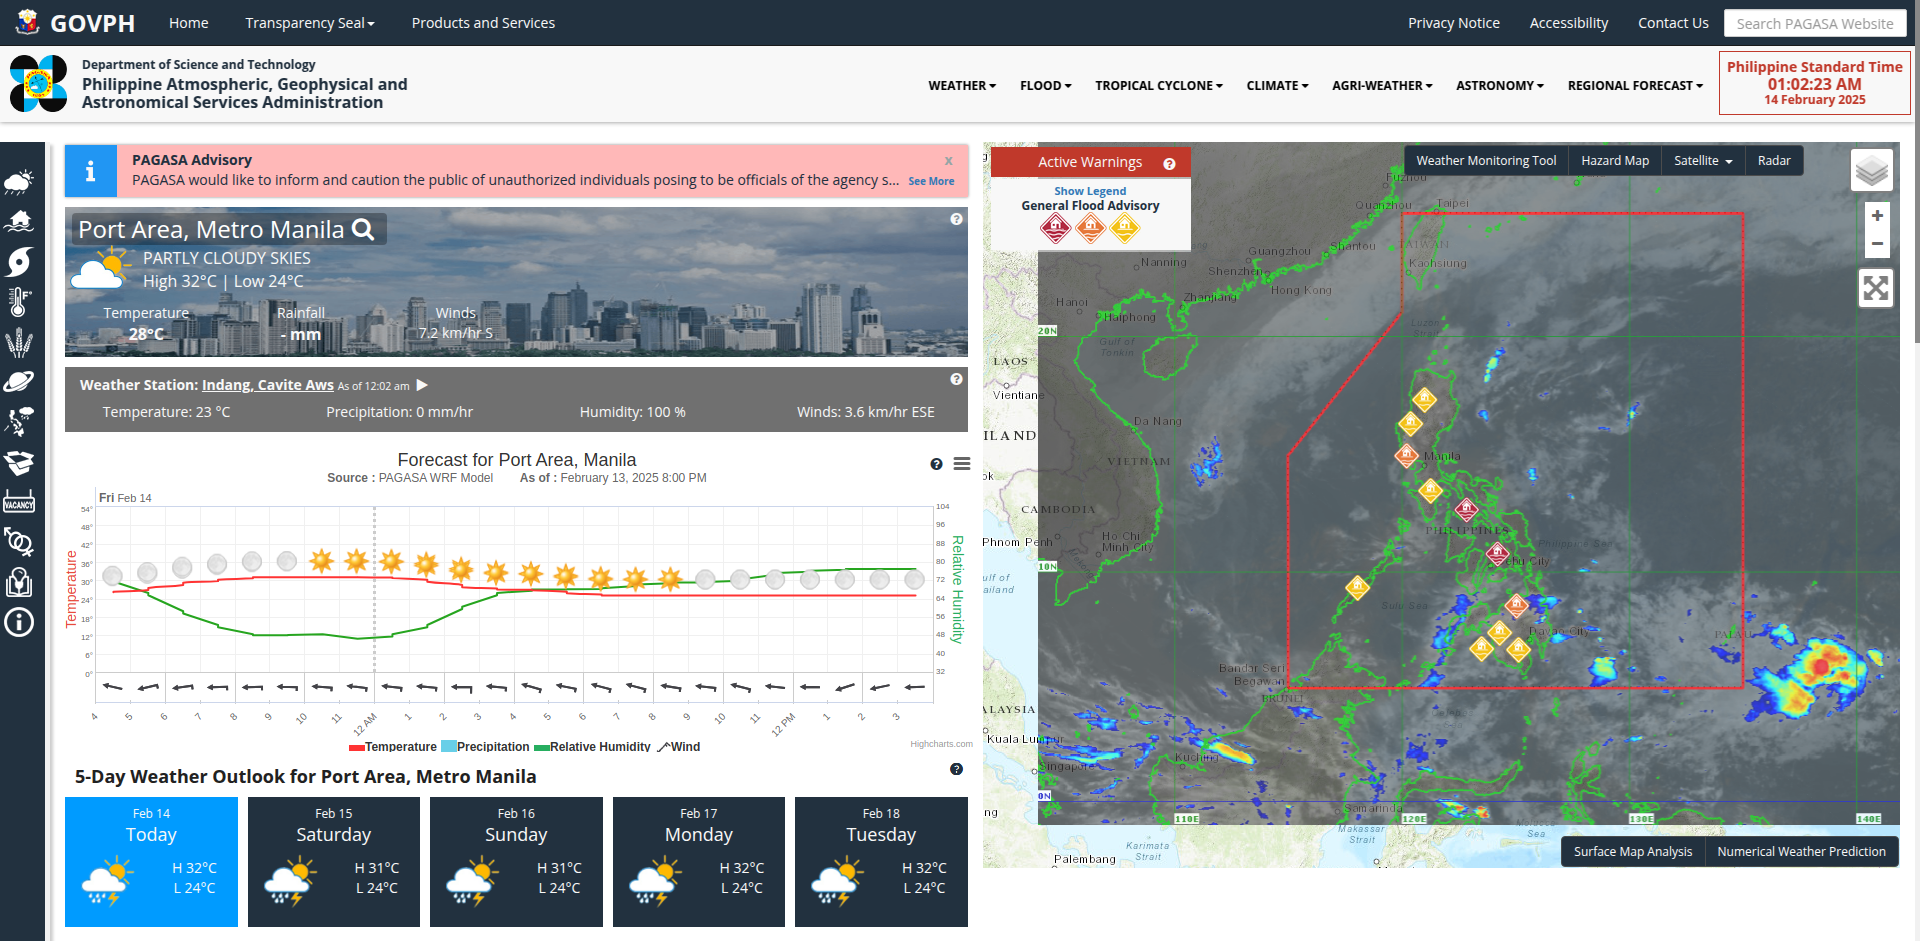 GOVPH
Home
Transparency Seal
Products and Services
Privacy Notice
Accessibility
Contact Us
Search PAGASA Website
Department of Science and Technology
Philippine Atmospheric, Geophysical and
Astronomical Services Administration
WEATHER
FLOOD
TROPICAL CYCLONE
CLIMATE
AGRI-WEATHER
ASTRONOMY
REGIONAL FORECAST
Philippine Standard Time
01:02:23 AM
14 February 2025
PAGASA Advisory
x
PAGASA would like to inform and caution the public of unauthorized individuals posing to be officials of the agency s...
See More
Port Area, Metro Manila
PARTLY CLOUDY SKIES
High 32°C | Low 24°C
Temperature
28°C
Rainfall
- mm
Winds
7.2 km/hr S
Weather Station: Indang, Cavite Aws As of 12:02 am
Temperature: 23 °C
Precipitation: 0 mm/hr
Humidity: 100 %
Winds: 3.6 km/hr ESE
VACANCY
Forecast for Port Area, Manila
Source : PAGASA WRF Model
As of : February 13, 2025 8:00 PM
Fri Feb 14
Temperature
54°
48°
42°
36°
30°
24°
18°
12°
6°
0°
104
96
88
80
72
64
56
48
40
32
Relative Humidity
4
5
6
7
8
9
10
11
12 AM
1
2
3
4
5
6
7
8
9
10
11
12 PM
1
2
3
Temperature
Precipitation
Relative Humidity
Wind
Highcharts.com
5-Day Weather Outlook for Port Area, Metro Manila
Feb 14
Today
H 32°C
L 24°C
Feb 15
Saturday
H 31°C
L 24°C
Feb 16
Sunday
H 31°C
L 24°C
Feb 17
Monday
H 32°C
L 24°C
Feb 18
Tuesday
H 32°C
L 24°C
Active Warnings
Show Legend
General Flood Advisory
Weather Monitoring Tool
Hazard Map
Satellite
Radar
+
−
Fuzhou
Quanzhou
Taipei
TAIWAN
Kaohsiung
Guangzhou
Shantou
Shenzhen
Nanning
Hong Kong
Zhanjiang
Hanoi
Haiphong
Gulf of
Tonkin
Luzon
Strait
20N
LAOS
Vientiane
Da Nang
ILAND
VIETNAM
Manila
ok
CAMBODIA
Phnom Penh
Ho Chi
Minh City
PHILIPPINES
Philippine Sea
10N
ulf of
ailand
Sulu Sea
Davao City
PALAU
Bandar Seri
Begawan
BRUNEI
ALAYSIA
Kuala Lumpur
Kuching
Singapore
0N
Samarinda
110E
120E
130E
140E
ng
Palembang
Karimata
Strait
Makassar
Strait
Sea
Surface Map Analysis
Numerical Weather Prediction